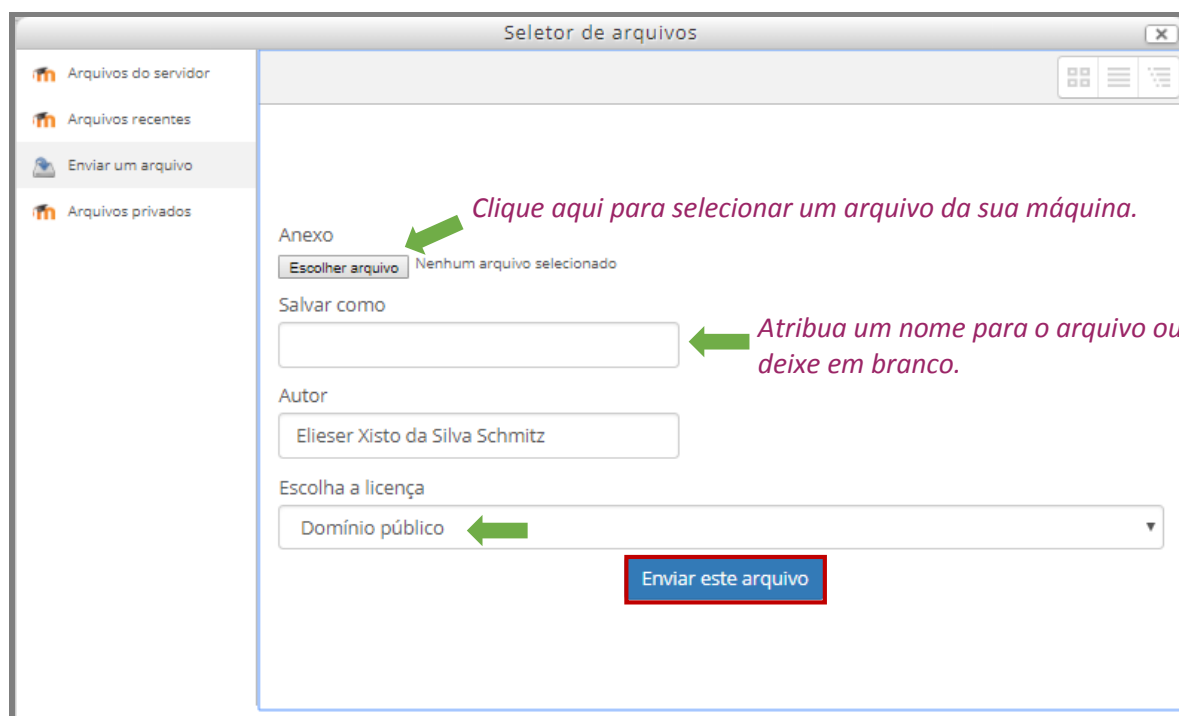 Seletor de arquivos
Arquivos do servidor
Arquivos recentes
Enviar um arquivo
Arquivos privados
Clique aqui para selecionar um arquivo da sua máquina.
Anexo
Escolher arquivo Nenhum arquivo selecionado
Salvar como
Atribua um nome para o arquivo ou
deixe em branco.
Autor
Elieser Xisto da Silva Schmitz
Escolha a licença
Domínio público
Enviar este arquivo